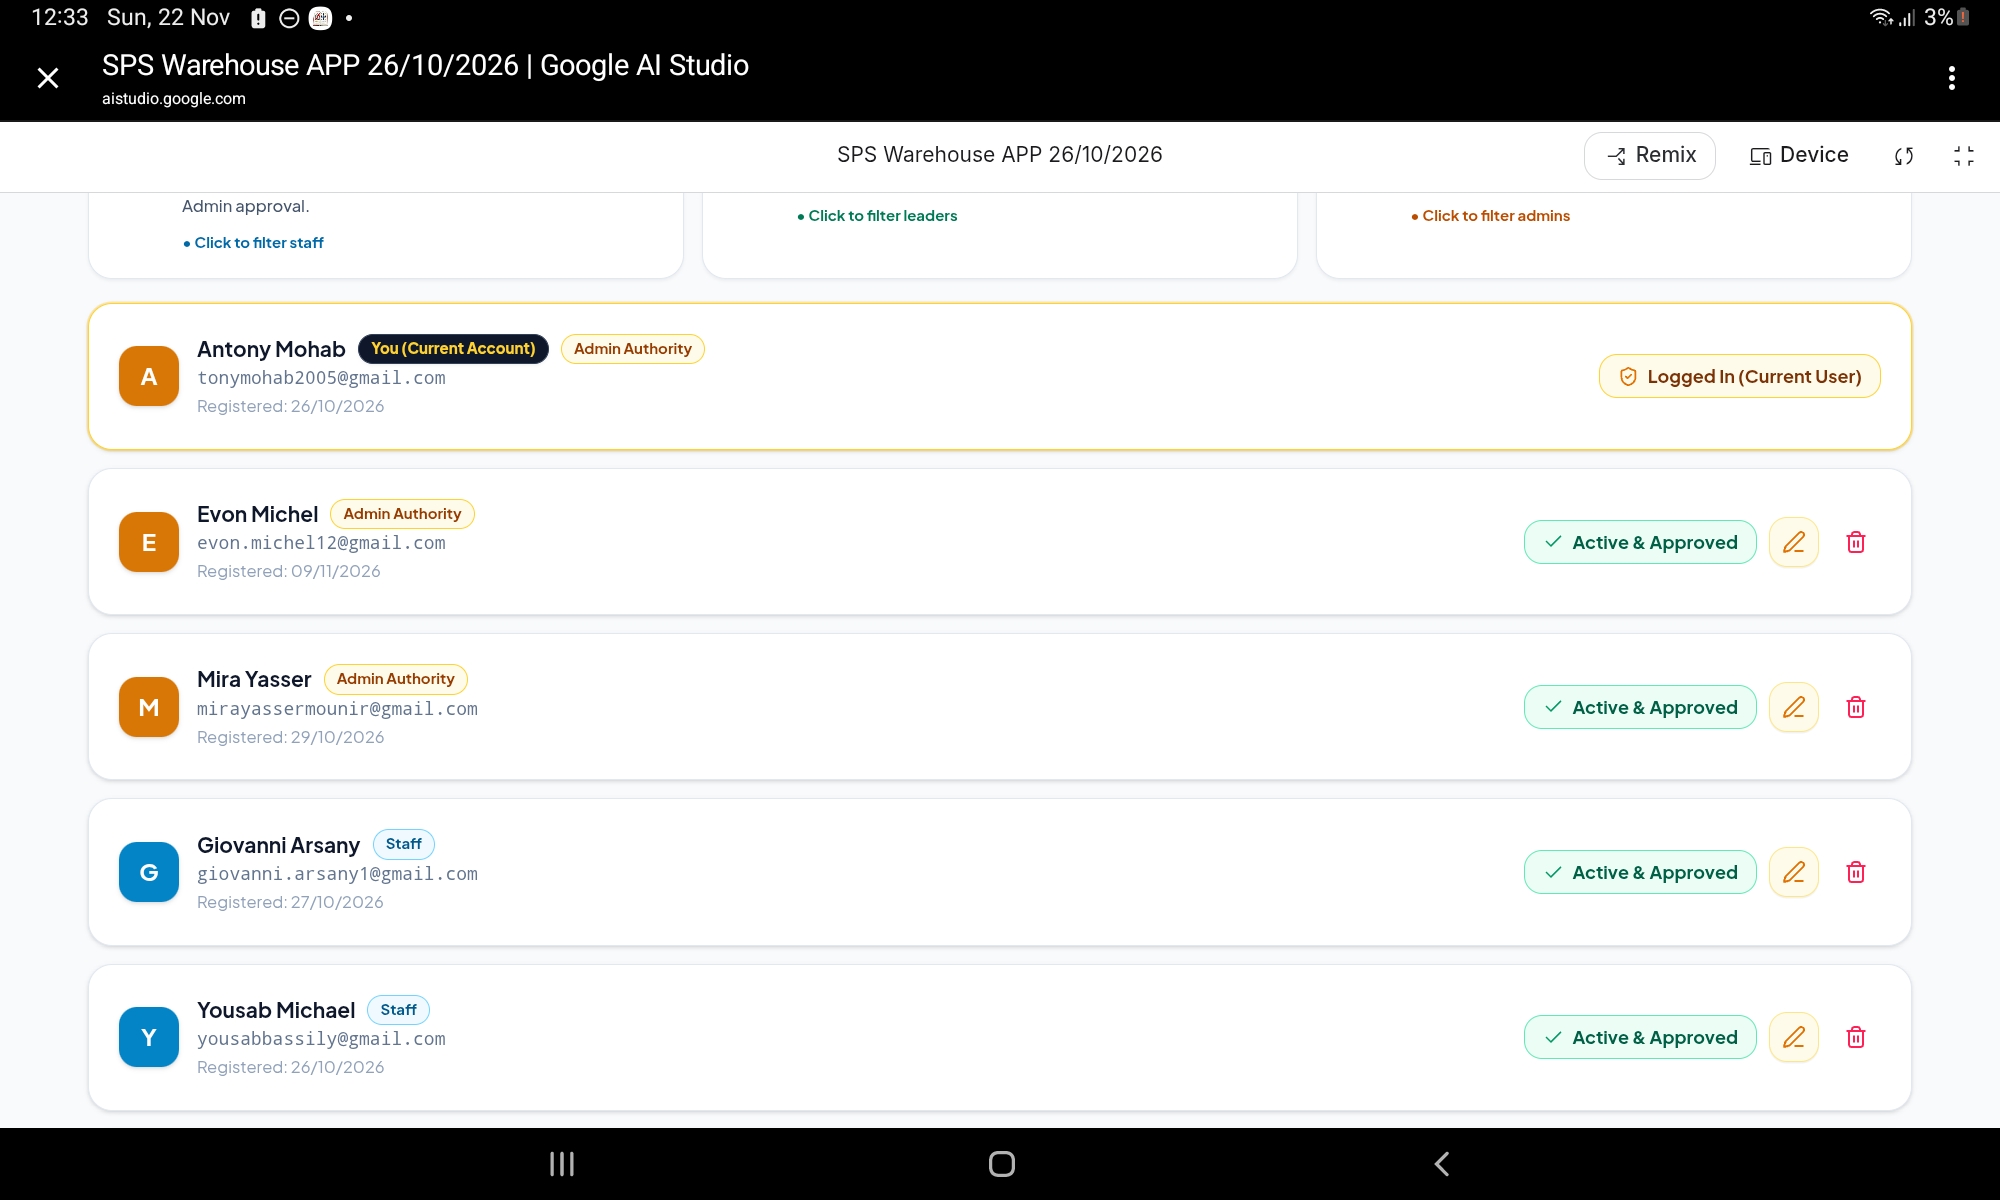 12:33 Sun, 22 Nov
3%
SPS Warehouse APP 26/10/2026 | Google AI Studio
aistudio.google.com
SPS Warehouse APP 26/10/2026
Remix
Device
Admin approval.
• Click to filter staff
• Click to filter leaders
• Click to filter admins
A
Antony Mohab You (Current Account) Admin Authority
tonymohab2005@gmail.com
Registered: 26/10/2026
Logged In (Current User)
E
Evon Michel Admin Authority
evon.michel12@gmail.com
Registered: 09/11/2026
Active & Approved
M
Mira Yasser Admin Authority
mirayassermounir@gmail.com
Registered: 29/10/2026
Active & Approved
G
Giovanni Arsany Staff
giovanni.arsany1@gmail.com
Registered: 27/10/2026
Active & Approved
Y
Yousab Michael Staff
yousabbassily@gmail.com
Registered: 26/10/2026
Active & Approved